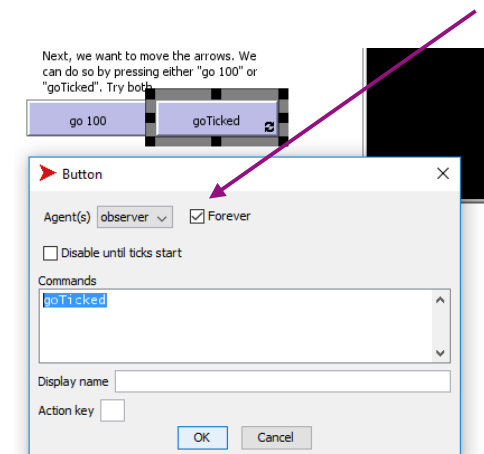 Next, we want to move the arrows. We
can do so by pressing either "go 100" or
"goTicked". Try both
go 100
goTicked
Button
Agent(s) observer Forever
Disable until ticks start
Commands
goTicked
Display name
Action key
OK Cancel